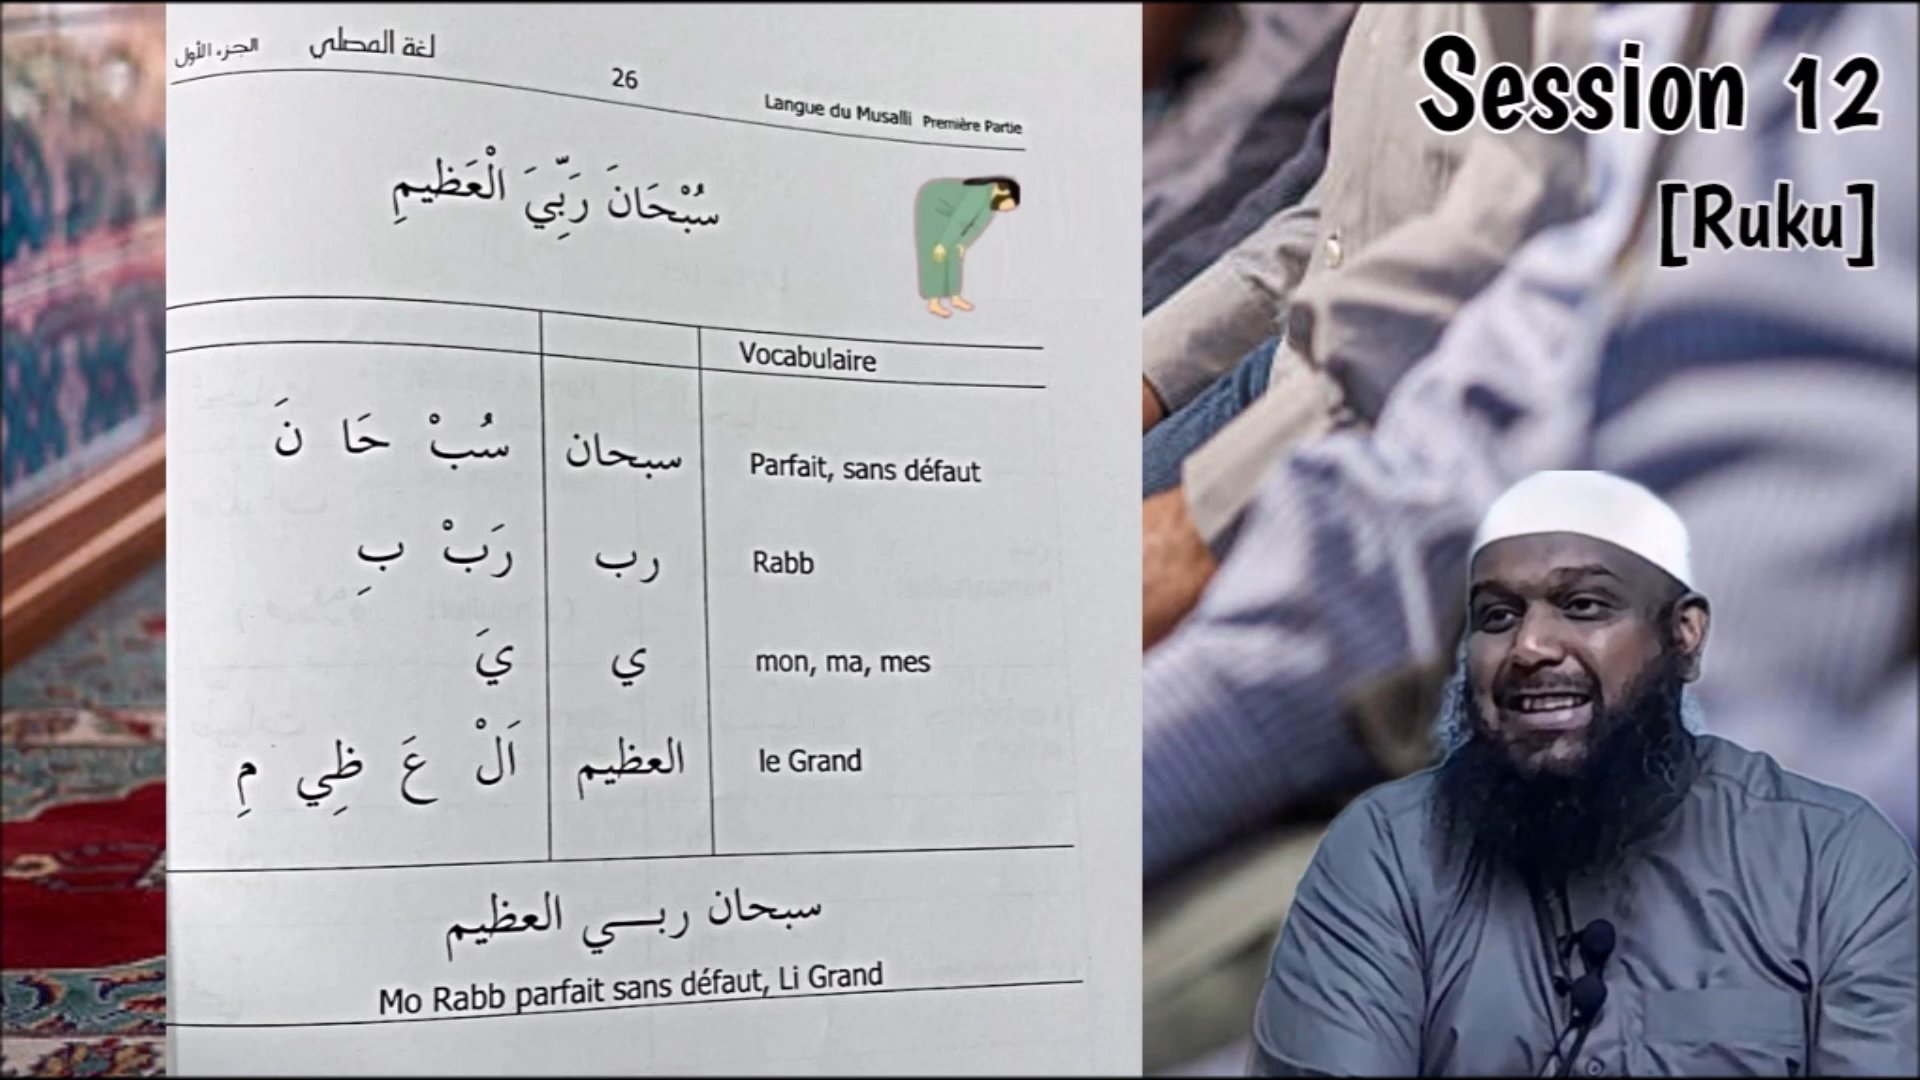 لغة المصلي الجزء الأول
26
Langue du Musalli Première Partie
سُبْحَانَ رَبِّيَ الْعَظِيمِ
Vocabulaire
سُبْ حَا نَ سبحان Parfait, sans défaut
رَبْ بِ رب Rabb
يَ ي mon, ma, mes
اَلْ عَ ظِي مِ العظيم le Grand
سبحان ربــي العظيم
Mo Rabb parfait sans défaut, Li Grand
Session 12
[Ruku]